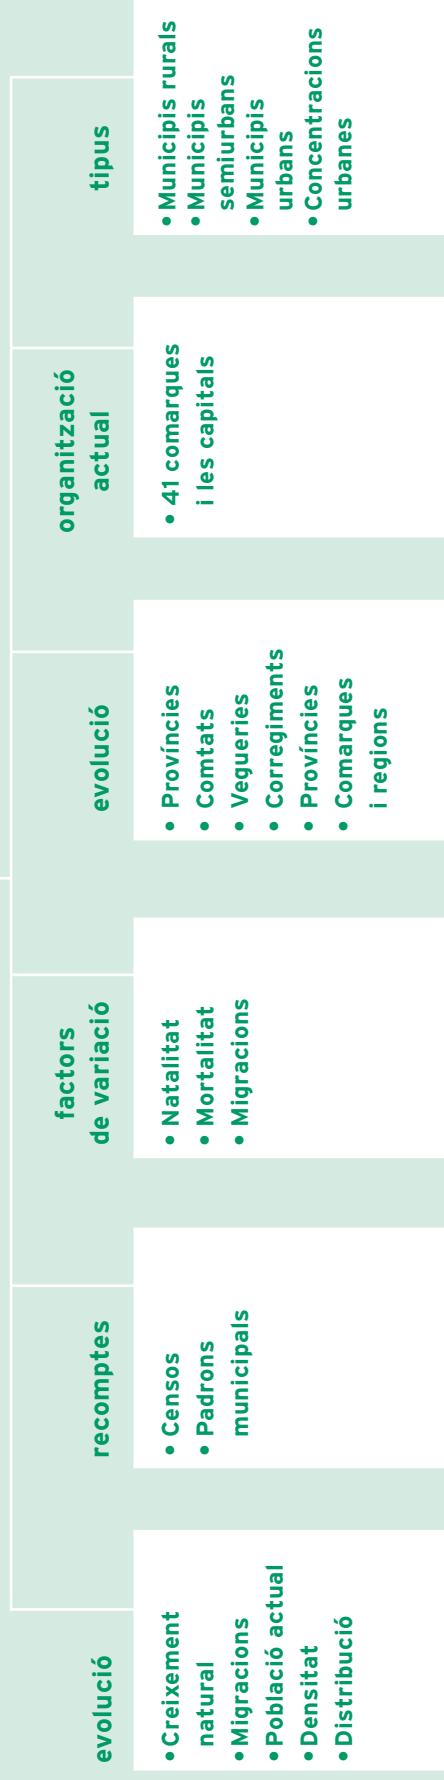 evolució
• Creixement
natural
• Migracions
• Població actual
• Densitat
• Distribució
recomptes
• Censos
• Padrons
municipals
factors
de variació
• Natalitat
• Mortalitat
• Migracions
evolució
• Províncies
• Comtats
• Vegueries
• Corregiments
• Províncies
• Comarques
i regions
organització
actual
• 41 comarques
i les capitals
tipus
• Municipis rurals
• Municipis
semiurbans
• Municipis
urbans
• Concentracions
urbanes